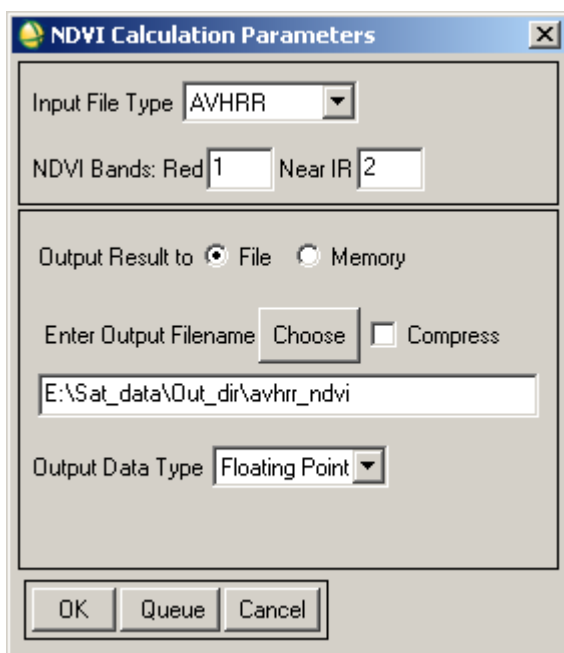 NDVI Calculation Parameters
Input File Type AVHRR
NDVI Bands: Red 1 Near IR 2
Output Result to File Memory
Enter Output Filename Choose Compress
E:\Sat_data\Out_dir\avhrr_ndvi
Output Data Type Floating Point
OK Queue Cancel